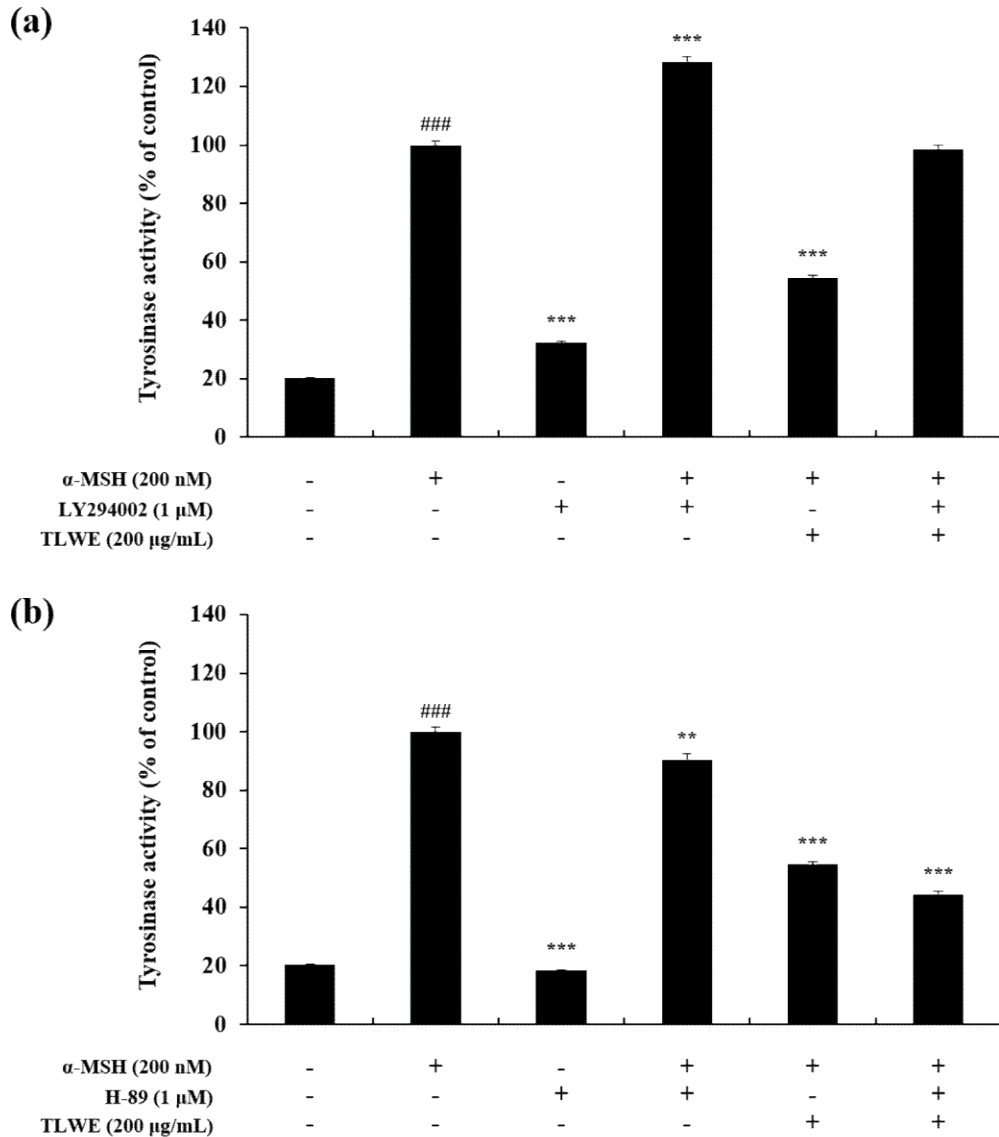 (a)
Tyrosinase activity (% of control)
140
120
100
80
60
40
20
0
###
***
***
***
α-MSH (200 nM) - + - + + +
LY294002 (1 μM) - - + + - +
TLWE (200 μg/mL) - - - - + +
(b)
Tyrosinase activity (% of control)
140
120
100
80
60
40
20
0
###
***
**
***
***
α-MSH (200 nM) - + - + + +
H-89 (1 μM) - - + + - +
TLWE (200 μg/mL) - - - - + +